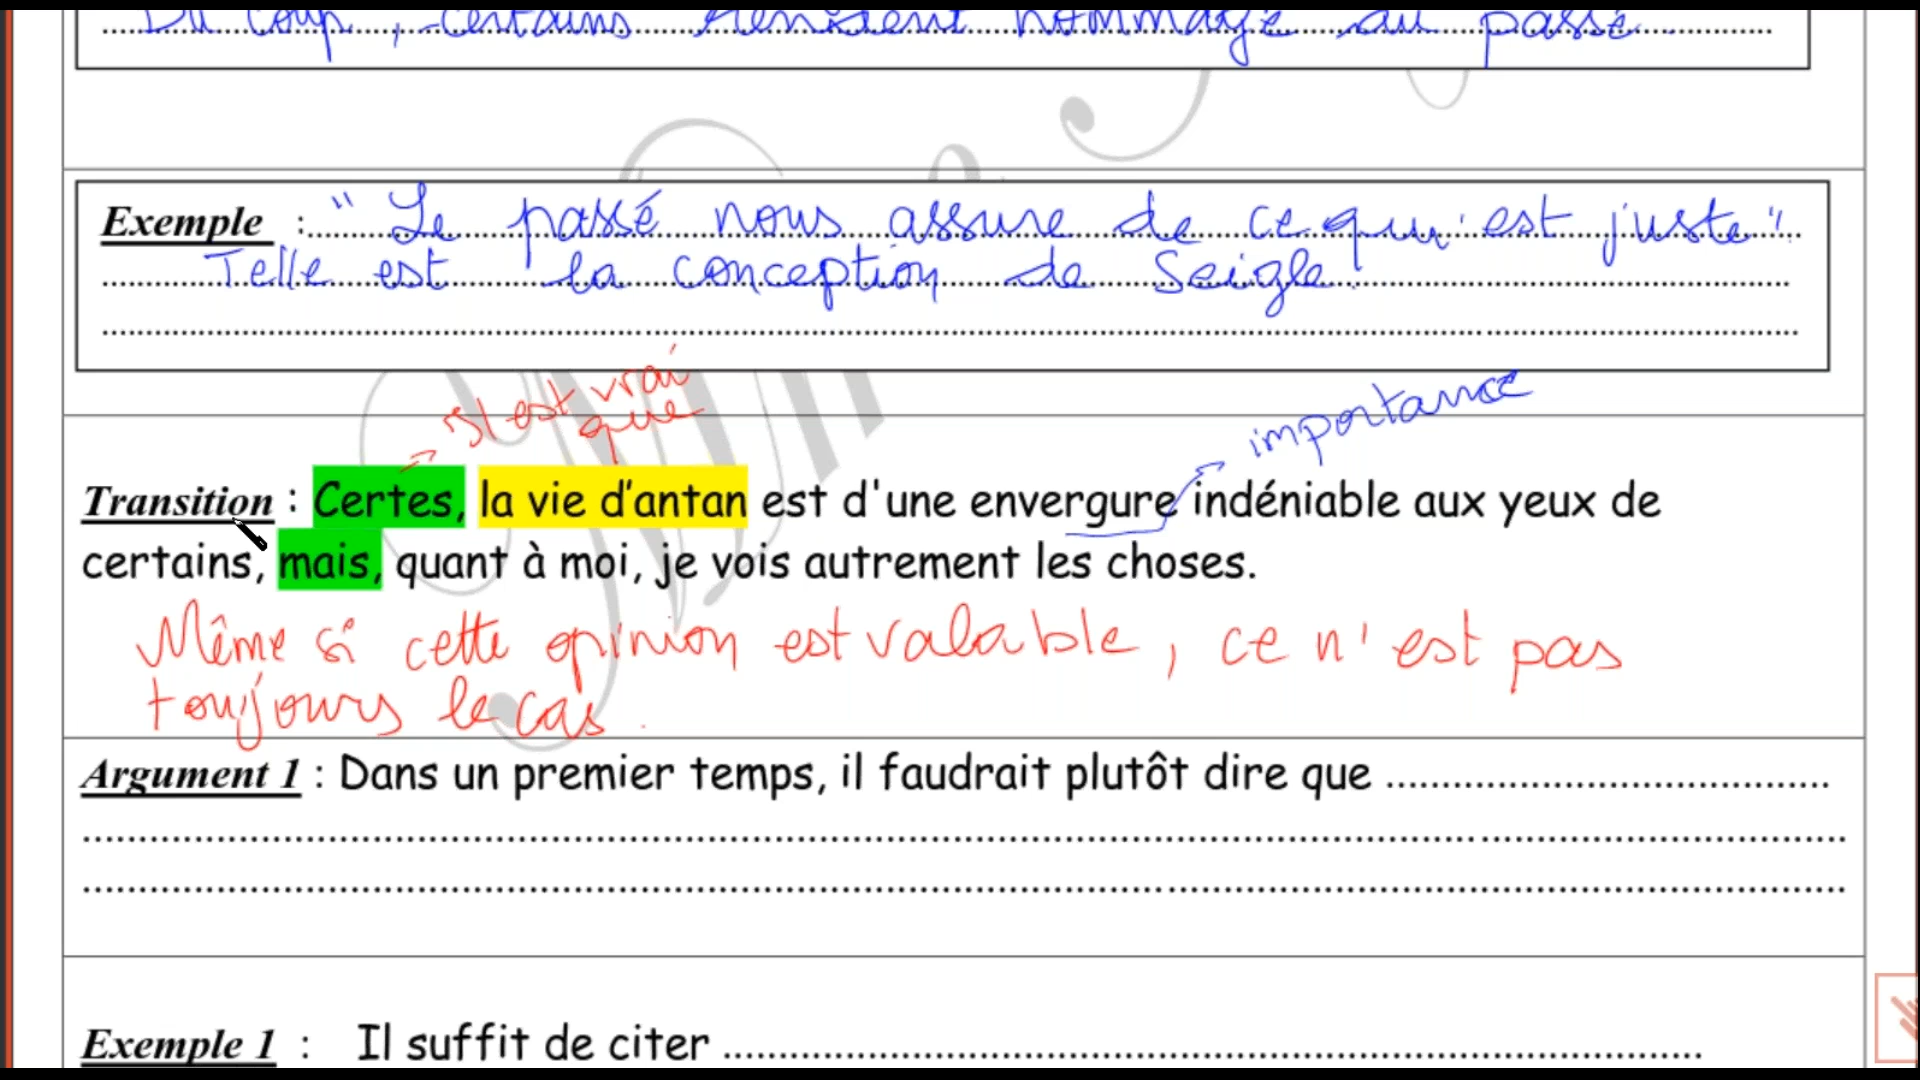 Du coup, certains rendent hommage au passé
Exemple : "Le passé nous assure de ce qui est juste".
Telle est la conception de Seigle.
→ Il est vrai
que
→ importance
Transition : Certes, la vie d'antan est d'une envergure indéniable aux yeux de
certains, mais, quant à moi, je vois autrement les choses.
Même si cette opinion est valable, ce n'est pas
toujours le cas.
Argument 1 : Dans un premier temps, il faudrait plutôt dire que
Exemple 1 : Il suffit de citer